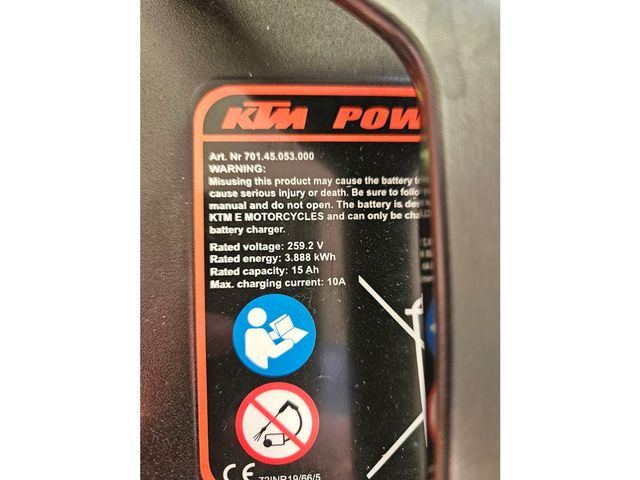 KTM POW
Art. Nr 701.45.053.000
WARNING:
Misusing this product may cause the battery
cause serious injury or death. Be sure to
manual and do not open. The battery is
KTM E MOTORCYCLES and can only be
battery charger.
Rated voltage: 259.2 V
Rated energy: 3.888 kWh
Rated capacity: 15 Ah
Max. charging current: 10A
CE 72INR19/66/5